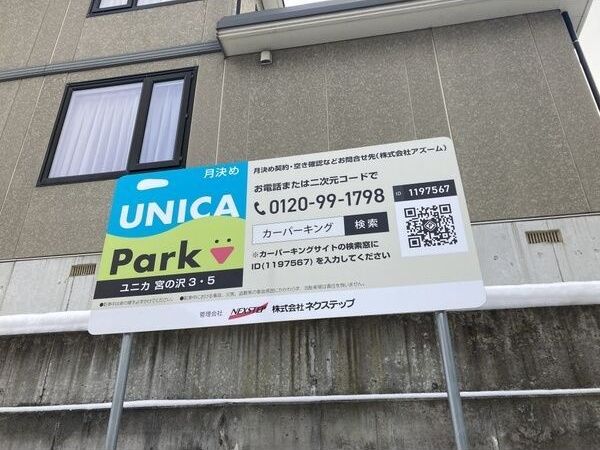 月決め
UNICA
Park
ユニカ 宮の沢 3・5
月決め契約・空き確認などお問合せ先(株式会社アズーム)
お電話または二次元コードで
0120-99-1798
ID 1197567
カーパーキング 検索
※カーパーキングサイトの検索窓に
ID(1197567) を入力してください
管理会社 NEXSTEP 株式会社ネクステップ